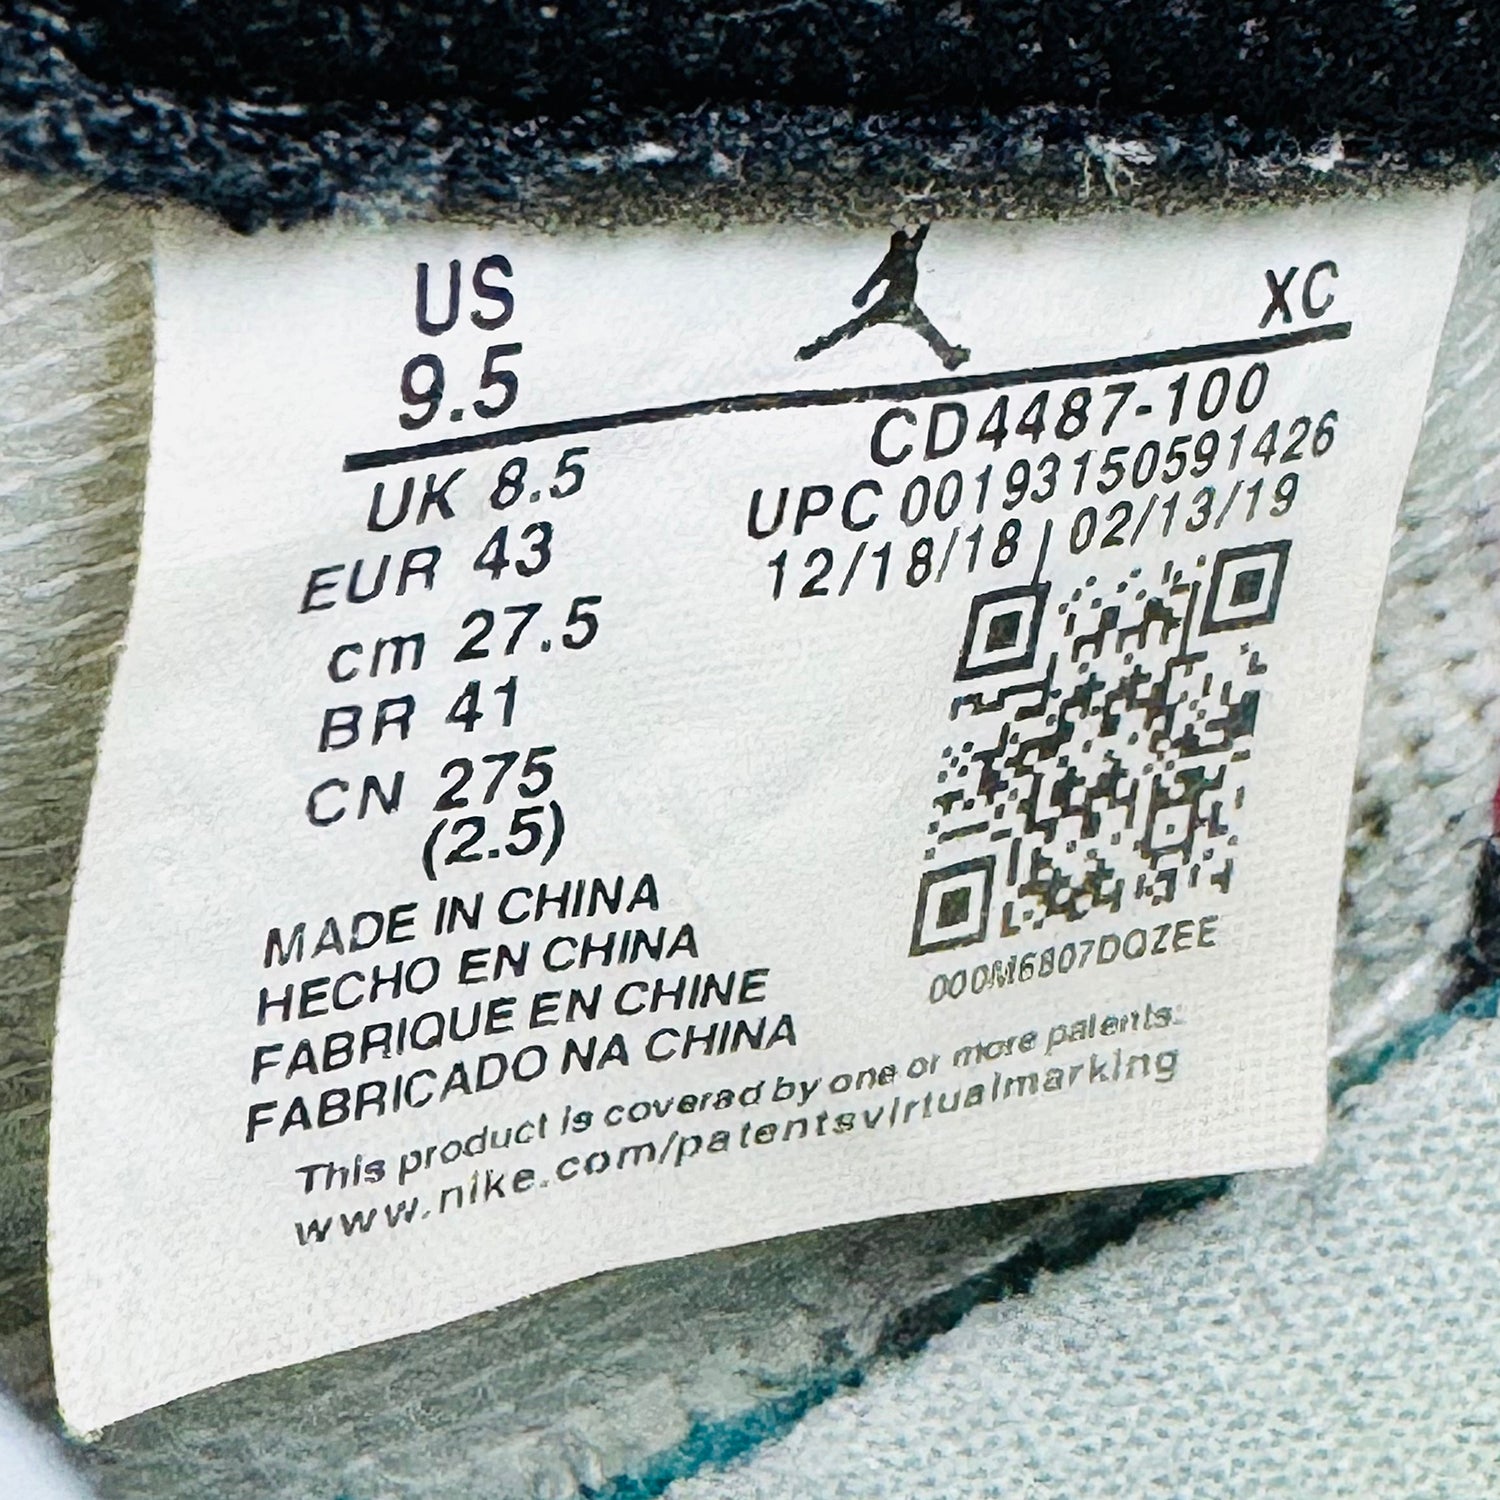 US
9.5
XC
UK 8.5
EUR 43
cm 27.5
BR 41
CN 275
(2.5)
CD4487-100
UPC 00193150591426
12/18/18 | 02/13/19
000M6807DQZEE
MADE IN CHINA
HECHO EN CHINA
FABRIQUE EN CHINE
FABRICADO NA CHINA
This product is covered by one or more patents:
www.nike.com/patentsvirtualmarking